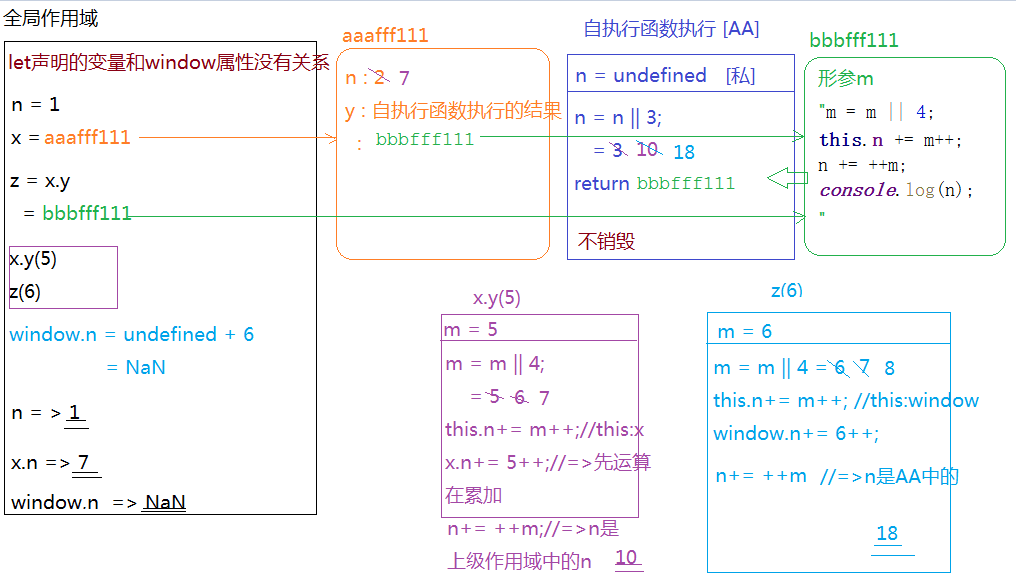 全局作用域
let声明的变量和window属性没有关系
n = 1
x = aaafff111
z = x.y
= bbbfff111
x.y(5)
z(6)
window.n = undefined + 6
= NaN
n = > 1
x.n => 7
window.n => NaN
aaafff111
n : 2 7
y : 自执行函数执行的结果
: bbbfff111
自执行函数执行 [AA]
n = undefined [私]
n = n || 3;
= 3 10 18
return bbbfff111
不销毁
bbbfff111
形参m
"m = m || 4;
this.n += m++;
n += ++m;
console.log(n);
"
x.y(5)
m = 5
m = m || 4;
= 5 6 7
this.n+= m++;//this:x
x.n+= 5++;//=>先运算
在累加
n+= ++m;//=>n是
上级作用域中的n 10
z(6)
m = 6
m = m || 4 = 6 7 8
this.n+= m++; //this:window
window.n+= 6++;
n+= ++m //=>n是AA中的
18